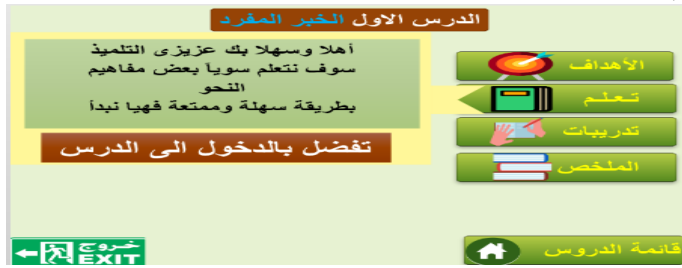 الدرس الاول الخبر المفرد
أهلا وسهلا بك عزيزى التلميذ
سوف نتعلم سوياً بعض مفاهيم
النحو
بطريقة سهلة وممتعة فهيا نبدأ
تفضل بالدخول الى الدرس
الأهداف
تعلم
تدريبات
الملخص
قائمة الدروس
خروج
EXIT